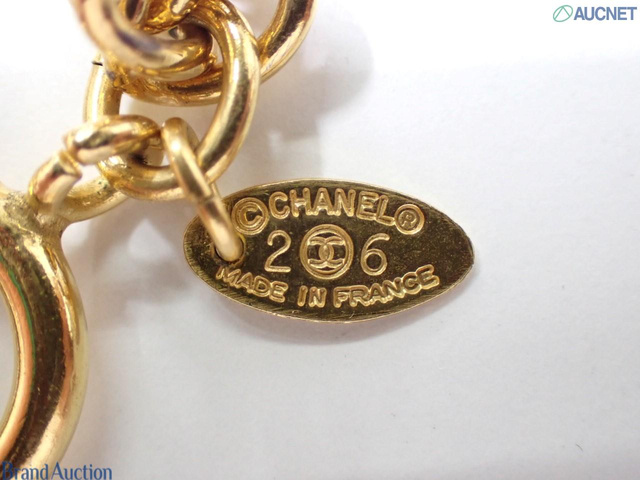 AUCNET
©CHANEL®
2 6
MADE IN FRANCE
Brand Auction